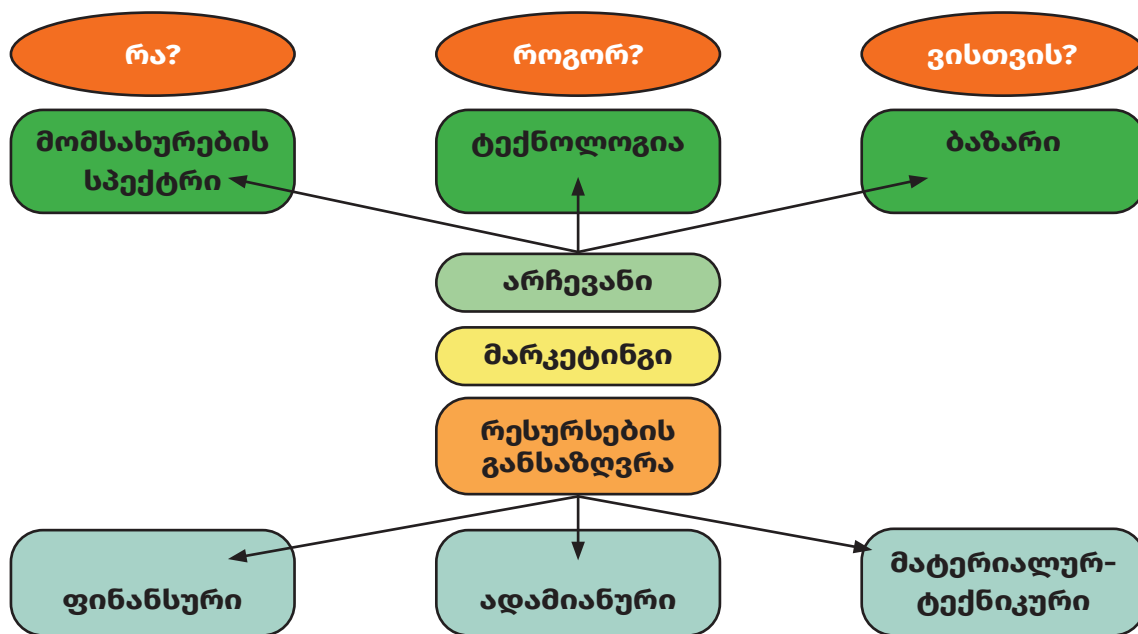 რა?
როგორ?
ვისთვის?
მომსახურების
სპექტრი
ტექნოლოგია
ბაზარი
არჩევანი
მარკეტინგი
რესურსების
განსაზღვრა
ფინანსური
ადამიანური
მატერიალურ-
ტექნიკური